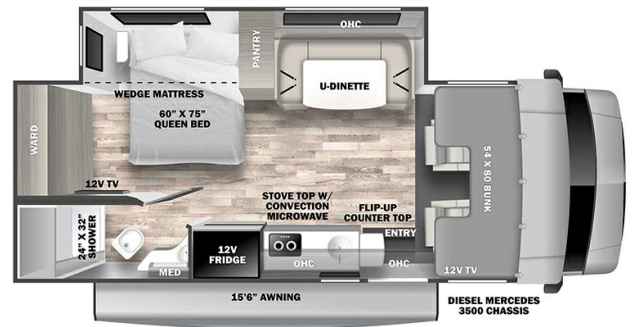 OHC
PANTRY
U-DINETTE
WEDGE MATTRESS
60" X 75"
QUEEN BED
WARD
54 X 80 BUNK
12V TV
STOVE TOP W/
CONVECTION
MICROWAVE
FLIP-UP
COUNTER TOP
24" X 32"
SHOWER
ENTRY
12V
FRIDGE
MED
OHC
OHC
12V TV
15'6" AWNING
DIESEL MERCEDES
3500 CHASSIS